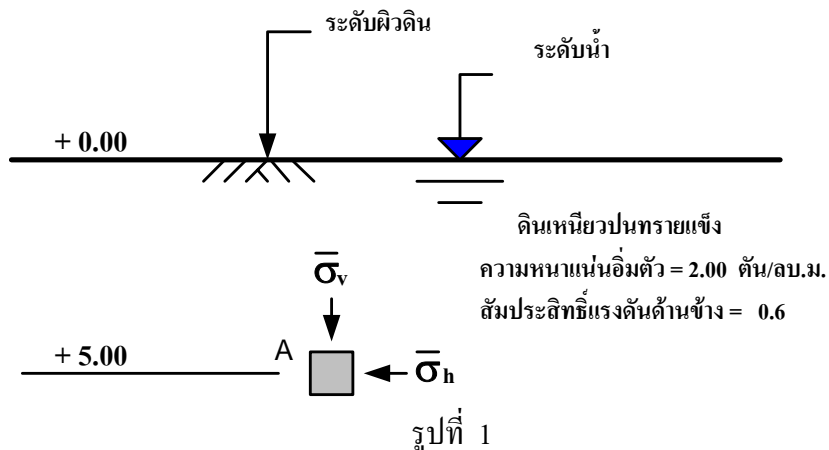 ระดับผิวดิน
ระดับน้ำ
+ 0.00
ดินเหนียวปนทรายแข็ง
ความหนาแน่นอิ่มตัว = 2.00 ตัน/ลบ.ม.
สัมประสิทธิ์แรงดันด้านข้าง = 0.6
σ̅v
+ 5.00
A
σ̅h
รูปที่ 1